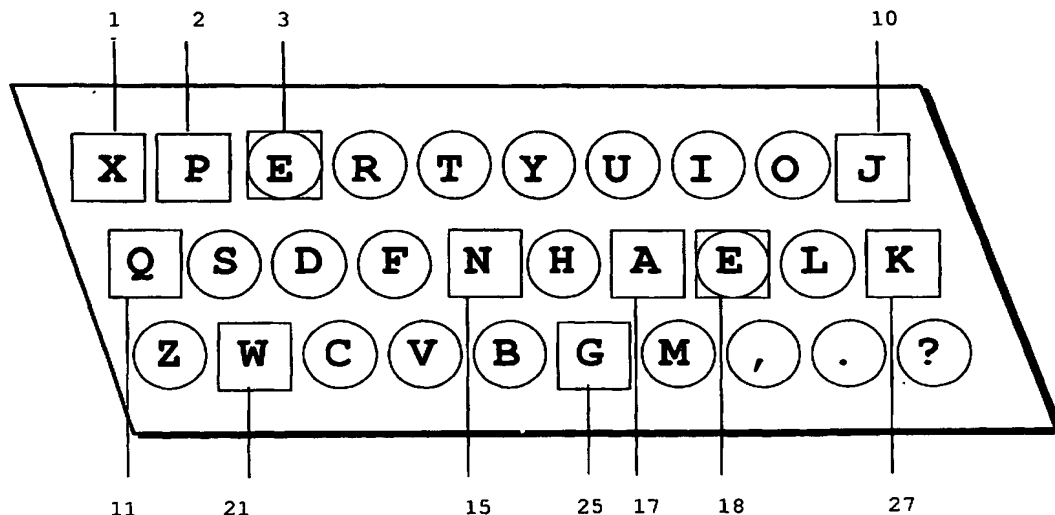 1 2 3 10
X P E R T Y U I O J
Q S D F N H A E L K
Z W C V B G M , . ?
11 21 15 25 17 18 27